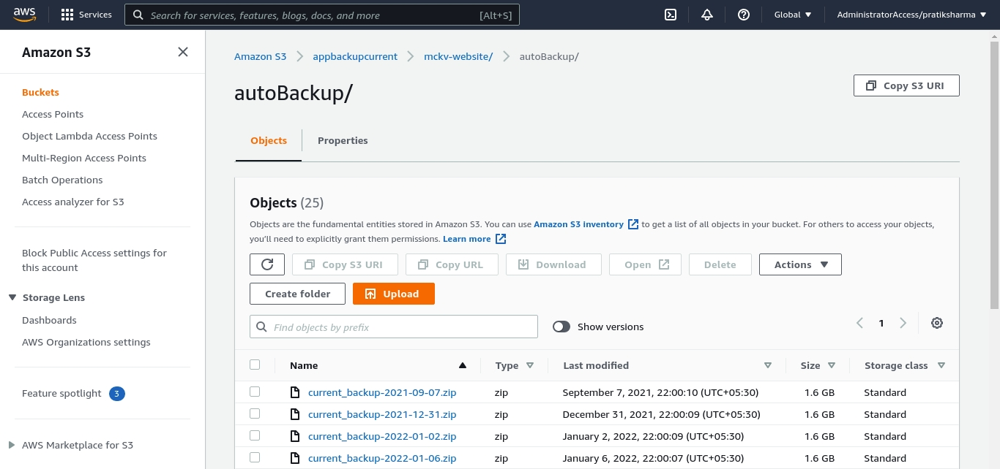 aws
Services
Search for services, features, blogs, docs, and more [Alt+S]
Global
AdministratorAccess/pratiksharma
Amazon S3
Buckets
Access Points
Object Lambda Access Points
Multi-Region Access Points
Batch Operations
Access analyzer for S3
Block Public Access settings for
this account
Storage Lens
Dashboards
AWS Organizations settings
Feature spotlight 3
AWS Marketplace for S3
Amazon S3 appbackupcurrent mckv-website/ autoBackup/
autoBackup/
Copy S3 URI
Objects Properties
Objects (25)
Objects are the fundamental entities stored in Amazon S3. You can use Amazon S3 inventory to get a list of all objects in your bucket. For others to access your objects,
you'll need to explicitly grant them permissions. Learn more
Copy S3 URI Copy URL Download Open Delete Actions
Create folder Upload
Find objects by prefix Show versions 1
Name Type Last modified Size Storage class
current_backup-2021-09-07.zip zip September 7, 2021, 22:00:10 (UTC+05:30) 1.6 GB Standard
current_backup-2021-12-31.zip zip December 31, 2021, 22:00:09 (UTC+05:30) 1.6 GB Standard
current_backup-2022-01-02.zip zip January 2, 2022, 22:00:09 (UTC+05:30) 1.6 GB Standard
current_backup-2022-01-06.zip zip January 6, 2022, 22:00:07 (UTC+05:30) 1.6 GB Standard